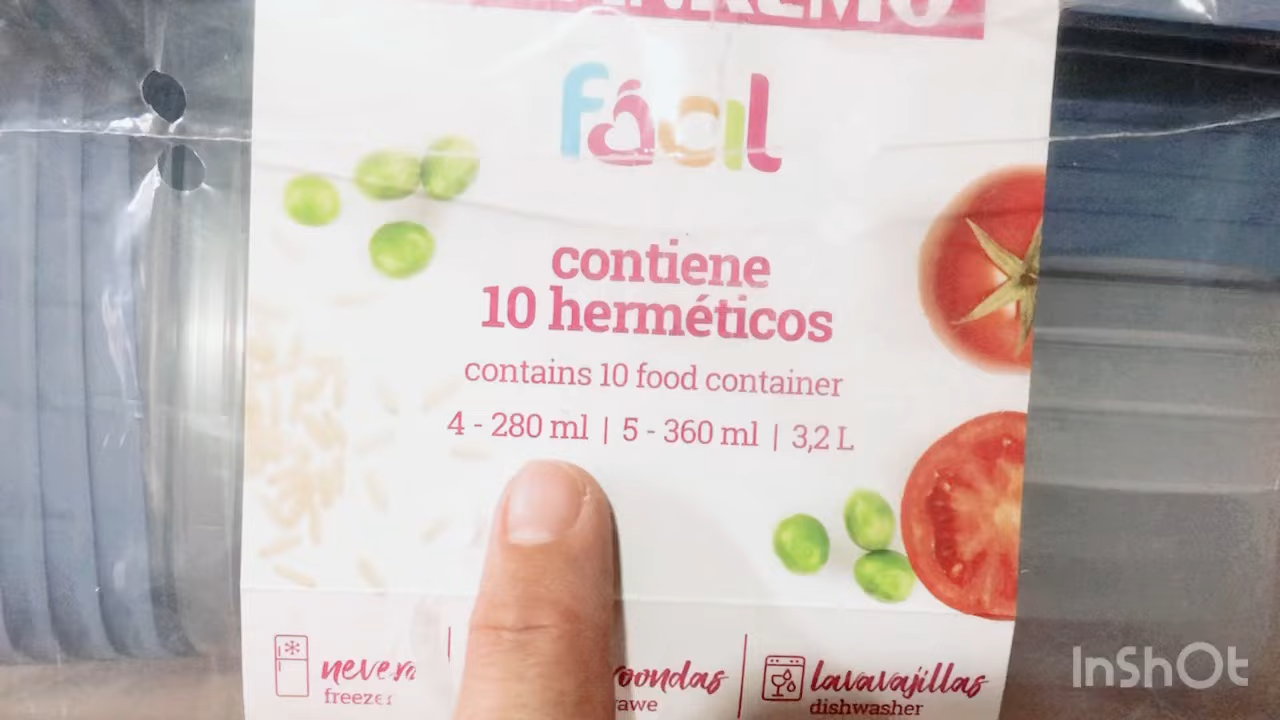 fácil
contiene
10 herméticos
contains 10 food container
4 - 280 ml | 5 - 360 ml | 3,2 L
nevera
freezer
lavavajillas
dishwasher
InShOt